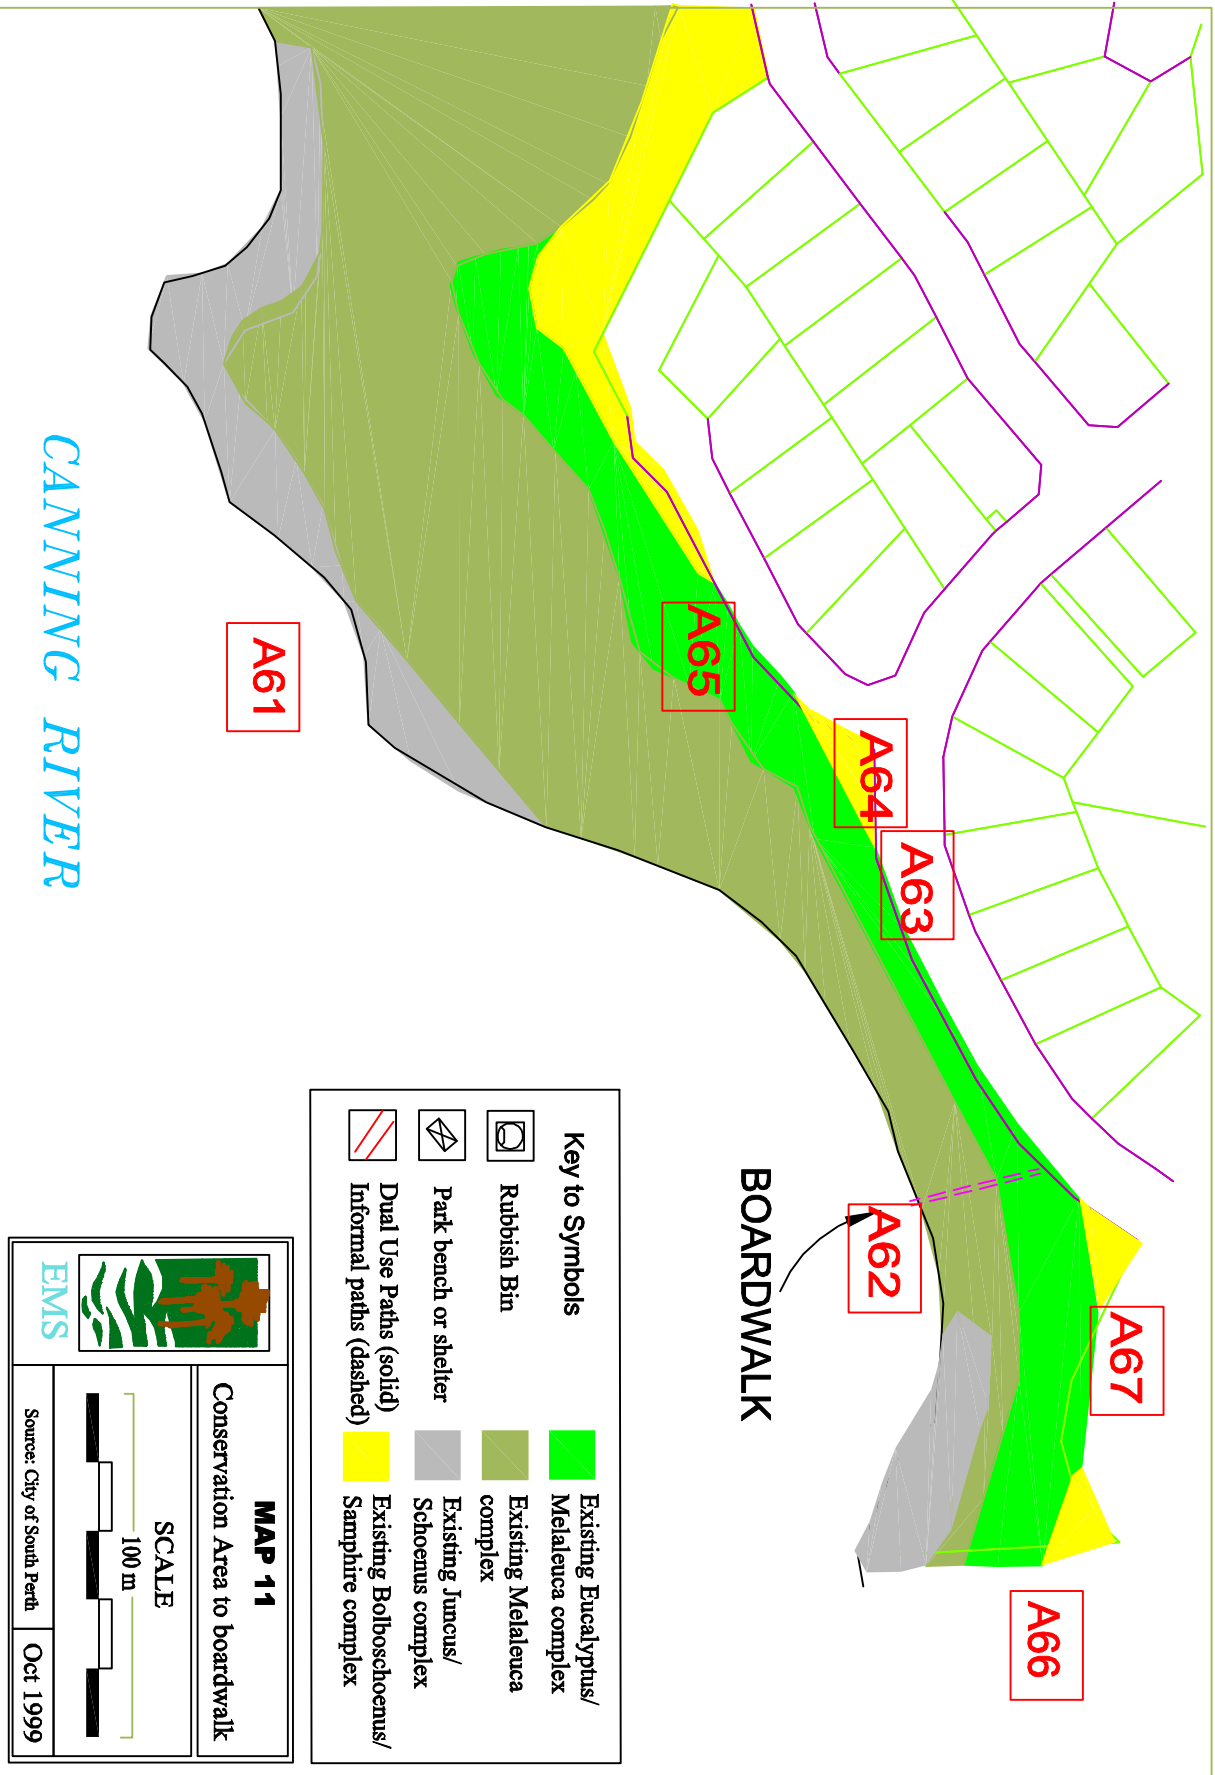 CANNING RIVER
A61
A65
A64
A63
A62
A67
A66
BOARDWALK
Key to Symbols
Rubbish Bin
Park bench or shelter
Dual Use Paths (solid)
Informal paths (dashed)
Existing Eucalyptus/
Melaleuca complex
Existing Melaleuca
complex
Existing Juncus/
Schoenus complex
Existing Bolboschoenus/
Samphire complex
EMS
MAP 11
Conservation Area to boardwalk
SCALE
100 m
Source: City of South Perth
Oct 1999